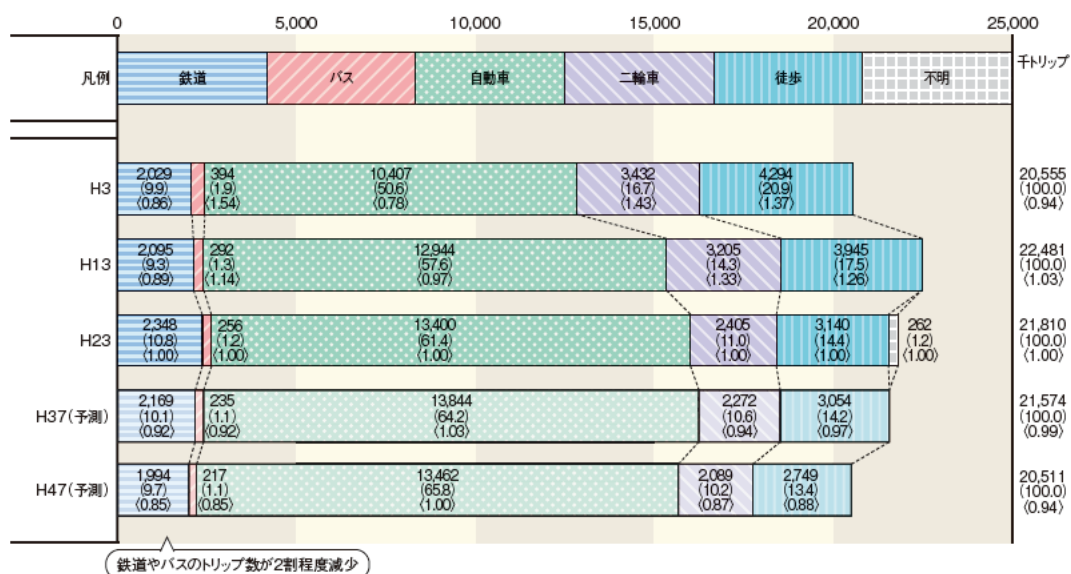 0 5,000 10,000 15,000 20,000 25,000
凡例 鉄道 バス 自動車 二輪車 徒歩 不明 千トリップ
H3 2,029 394 10,407 3,432 4,294 20,555
(9.9) (1.9) (50.6) (16.7) (20.9) (100.0)
〈0.86〉 〈1.54〉 〈0.78〉 〈1.43〉 〈1.37〉 〈0.94〉
H13 2,095 292 12,944 3,205 3,945 22,481
(9.3) (1.3) (57.6) (14.3) (17.5) (100.0)
〈0.89〉 〈1.14〉 〈0.97〉 〈1.33〉 〈1.26〉 〈1.03〉
H23 2,348 256 13,400 2,405 3,140 262 21,810
(10.8) (1.2) (61.4) (11.0) (14.4) (1.2) (100.0)
〈1.00〉 〈1.00〉 〈1.00〉 〈1.00〉 〈1.00〉 〈1.00〉 〈1.00〉
H37(予測) 2,169 235 13,844 2,272 3,054 21,574
(10.1) (1.1) (64.2) (10.6) (14.2) (100.0)
〈0.92〉 〈0.92〉 〈1.03〉 〈0.94〉 〈0.97〉 〈0.99〉
H47(予測) 1,994 217 13,462 2,089 2,749 20,511
(9.7) (1.1) (65.8) (10.2) (13.4) (100.0)
〈0.85〉 〈0.85〉 〈1.00〉 〈0.87〉 〈0.88〉 〈0.94〉
鉄道やバスのトリップ数が2割程度減少